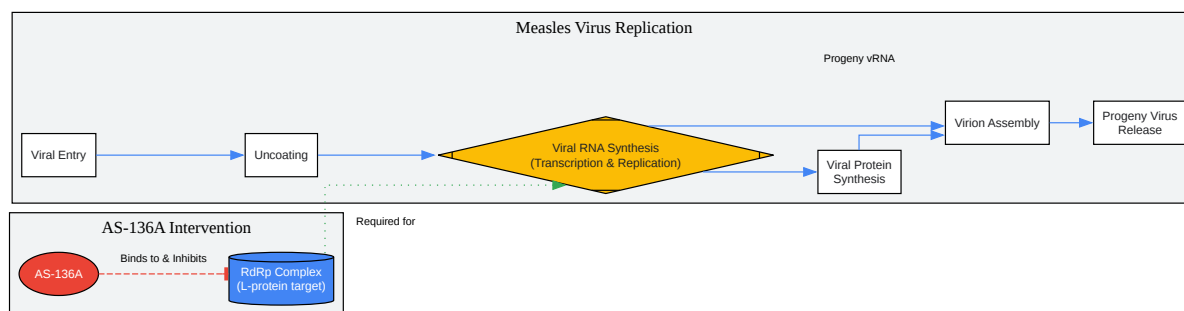 Measles Virus Replication
Progeny vRNA
Viral Entry
Uncoating
Viral RNA Synthesis
(Transcription & Replication)
Viral Protein
Synthesis
Virion Assembly
Progeny Virus
Release
AS-136A Intervention
Required for
AS-136A
Binds to & Inhibits
RdRp Complex
(L-protein target)